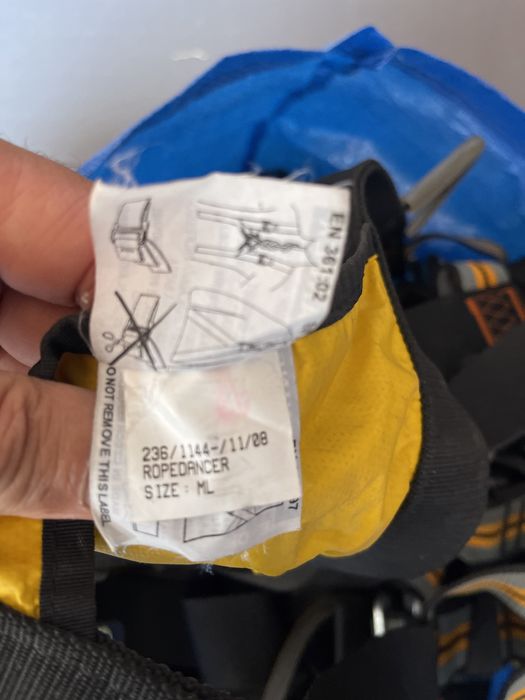 EN 361:02
DO NOT REMOVE THIS LABEL
236/1144-/11/08
ROPEDANCER
SIZE: ML